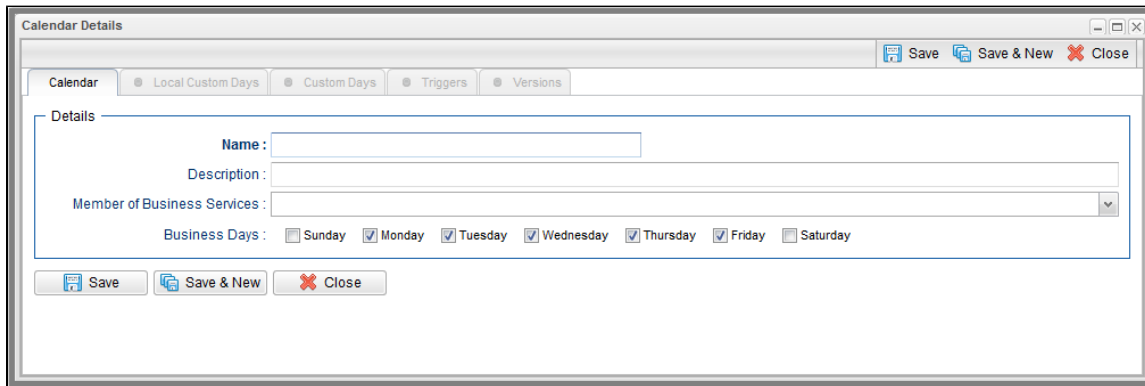 Calendar Details
Save Save & New Close
Calendar Local Custom Days Custom Days Triggers Versions
Details
Name :
Description :
Member of Business Services :
Business Days : Sunday Monday Tuesday Wednesday Thursday Friday Saturday
Save Save & New Close